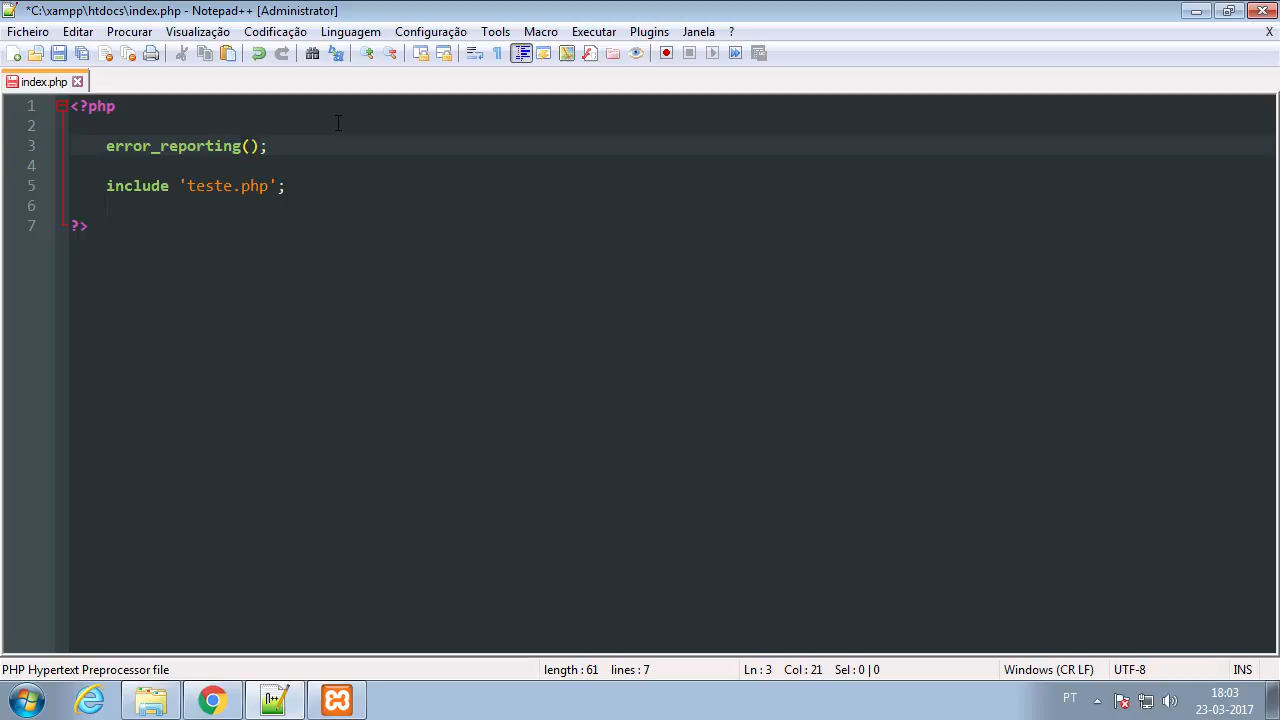 *C:\xampp\htdocs\index.php - Notepad++ [Administrator]
Ficheiro Editar Procurar Visualização Codificação Linguagem Configuração Tools Macro Executar Plugins Janela ? X
index.php
1 <?php
2
3 error_reporting();
4
5 include 'teste.php';
6
7 ?>
PHP Hypertext Preprocessor file length : 61 lines : 7 Ln : 3 Col : 21 Sel : 0 | 0 Windows (CR LF) UTF-8 INS
PT 18:03
23-03-2017